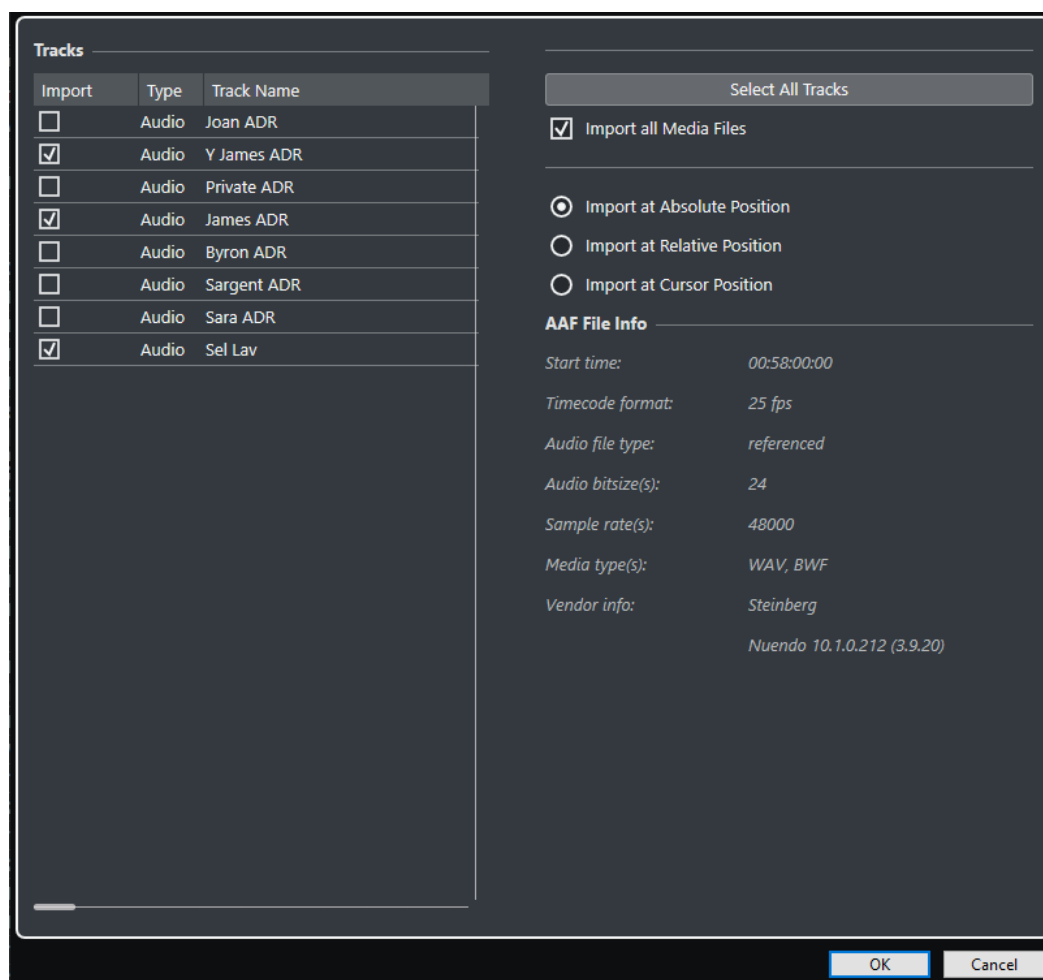 Tracks
Import Type Track Name
Audio Joan ADR
Audio Y James ADR
Audio Private ADR
Audio James ADR
Audio Byron ADR
Audio Sargent ADR
Audio Sara ADR
Audio Sel Lav
Select All Tracks
Import all Media Files
Import at Absolute Position
Import at Relative Position
Import at Cursor Position
AAF File Info
Start time: 00:58:00:00
Timecode format: 25 fps
Audio file type: referenced
Audio bitsize(s): 24
Sample rate(s): 48000
Media type(s): WAV, BWF
Vendor info: Steinberg
Nuendo 10.1.0.212 (3.9.20)
OK Cancel